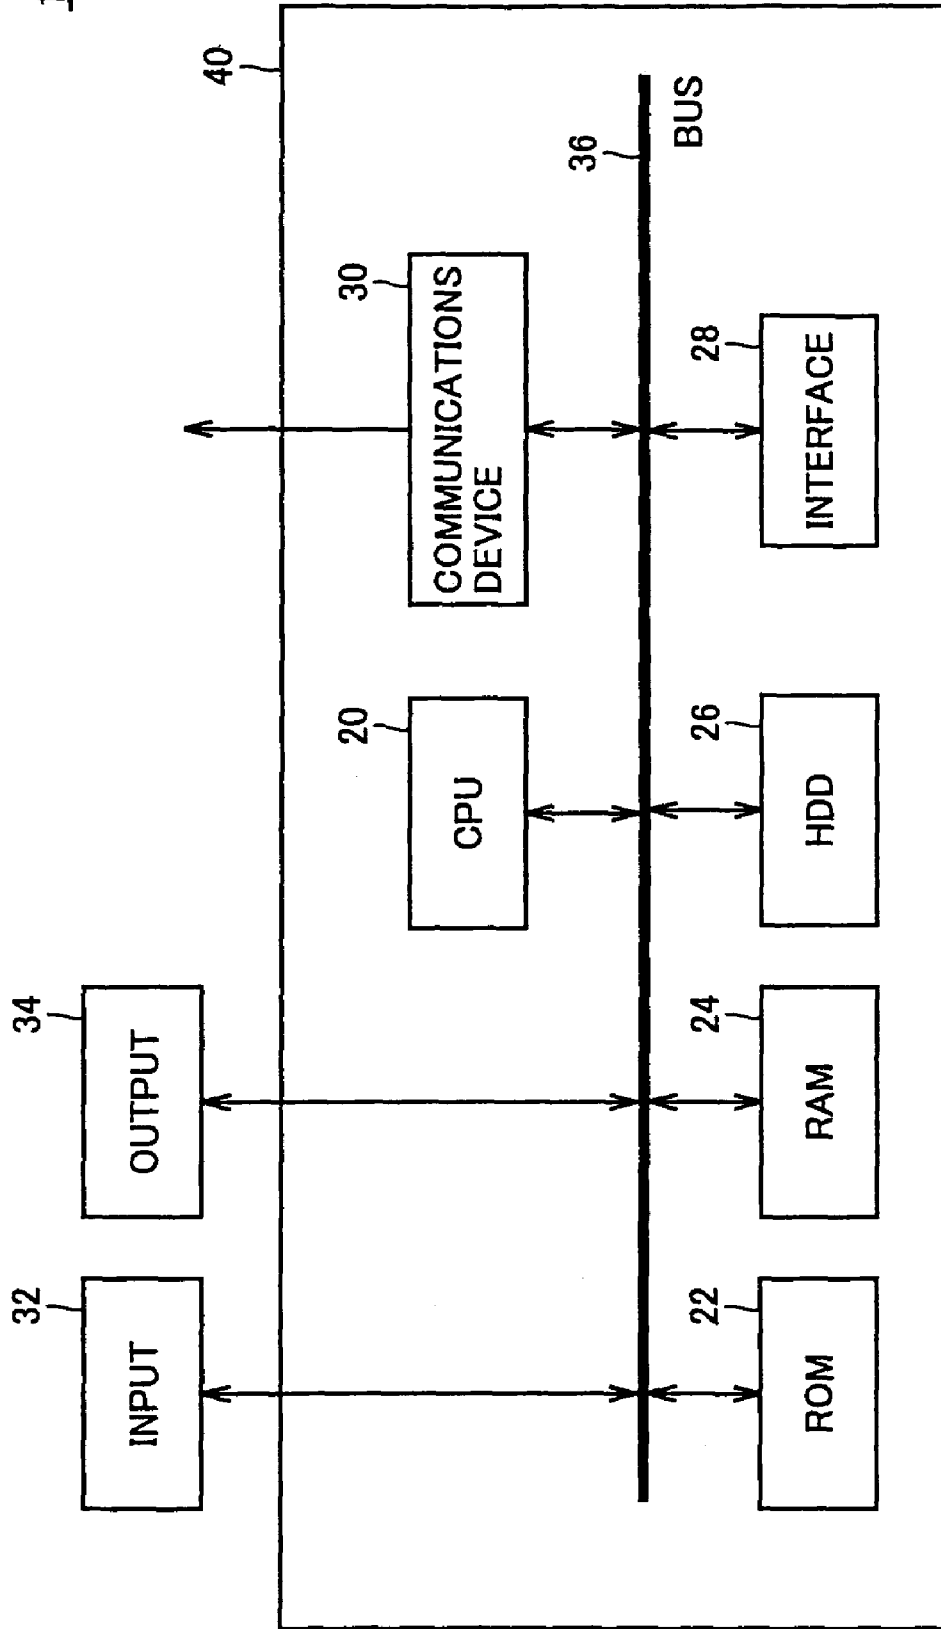 32
34
INPUT
OUTPUT
40
20
30
CPU
COMMUNICATIONS
DEVICE
36
BUS
22
24
26
28
ROM
RAM
HDD
INTERFACE